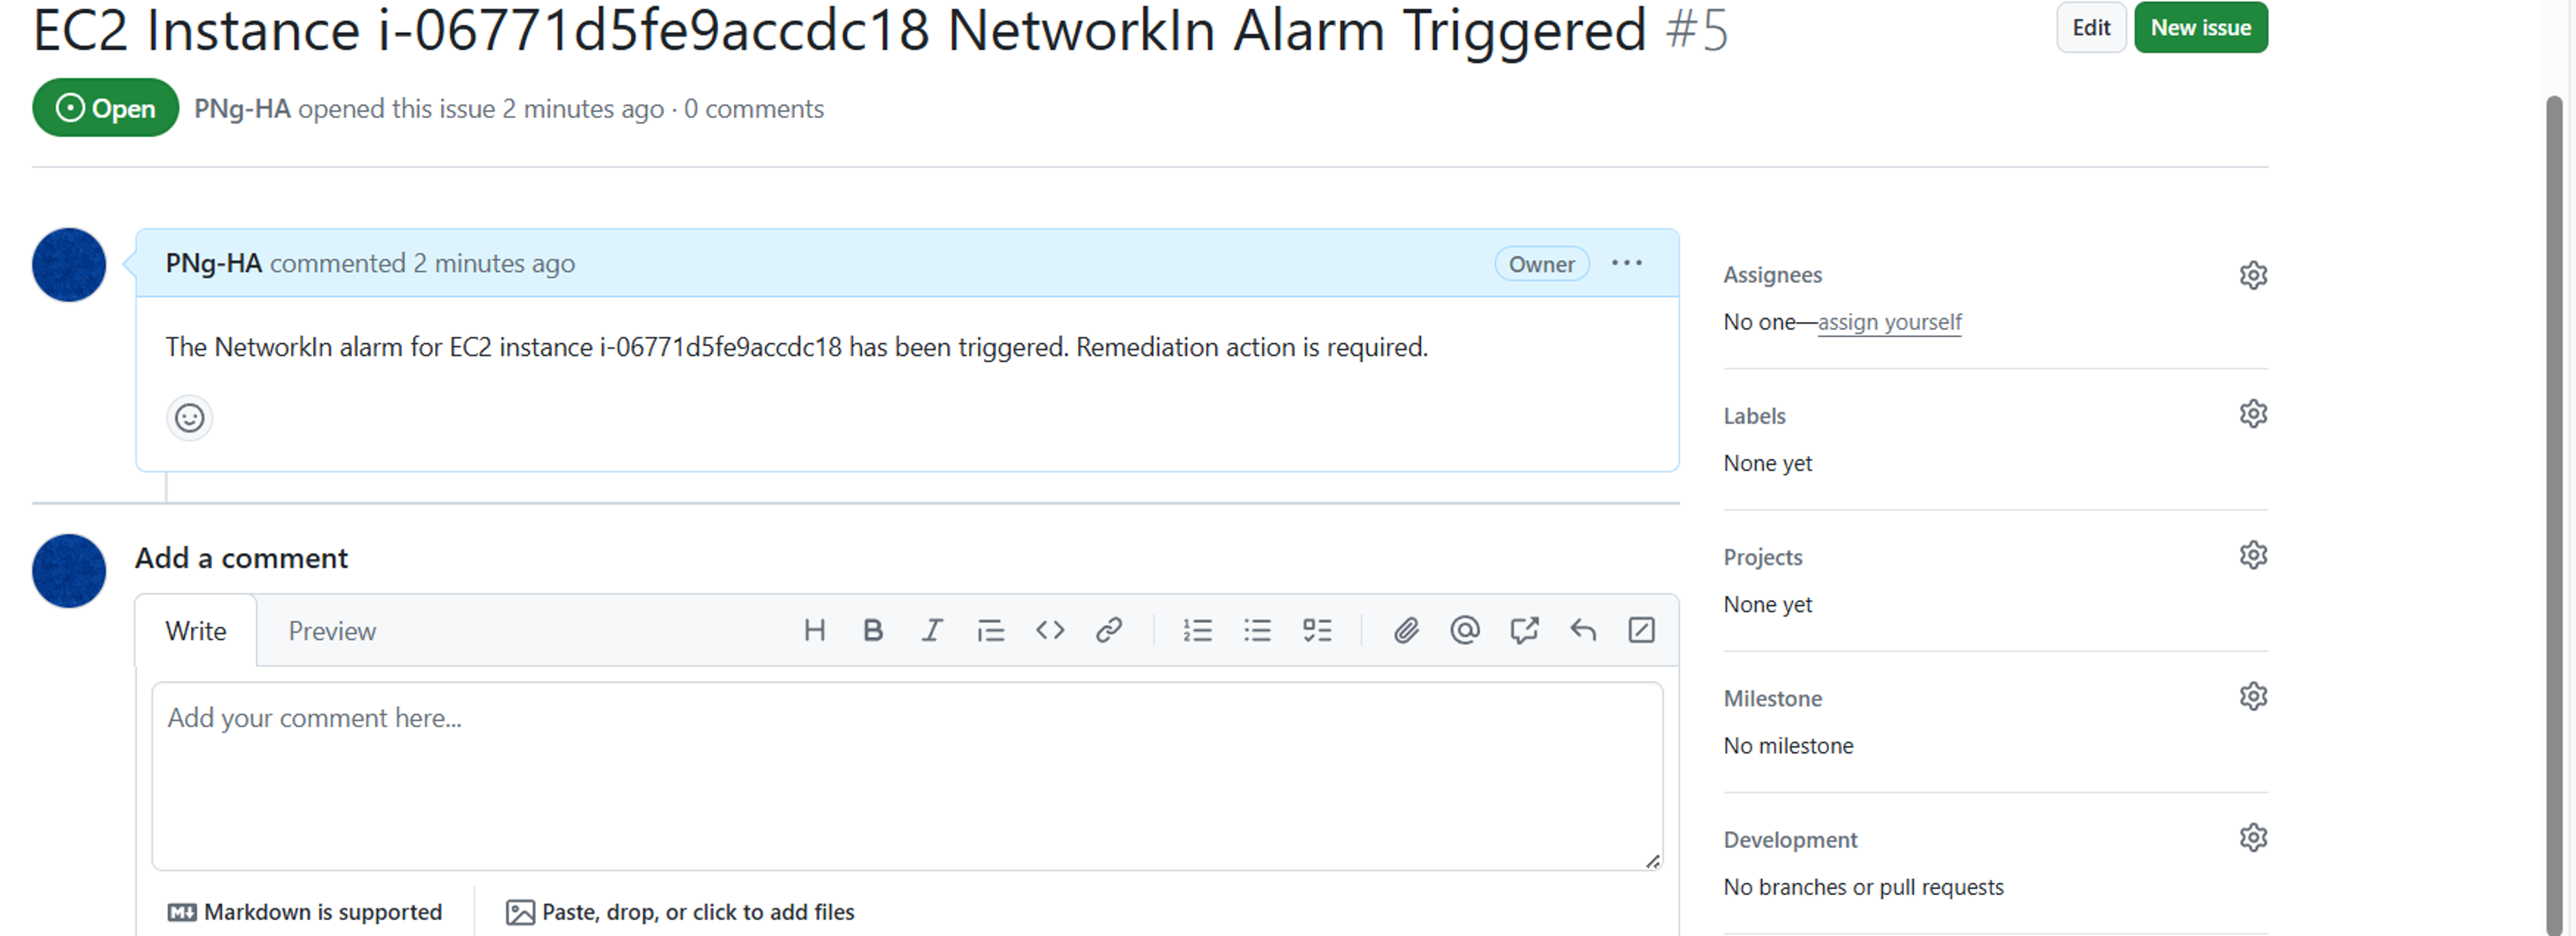 EC2 Instance i-06771d5fe9accdc18 NetworkIn Alarm Triggered #5
Edit
New issue
Open
PNg-HA opened this issue 2 minutes ago · 0 comments
PNg-HA commented 2 minutes ago
Owner
The NetworkIn alarm for EC2 instance i-06771d5fe9accdc18 has been triggered. Remediation action is required.
Add a comment
Write
Preview
Add your comment here...
Markdown is supported
Paste, drop, or click to add files
Assignees
No one—assign yourself
Labels
None yet
Projects
None yet
Milestone
No milestone
Development
No branches or pull requests